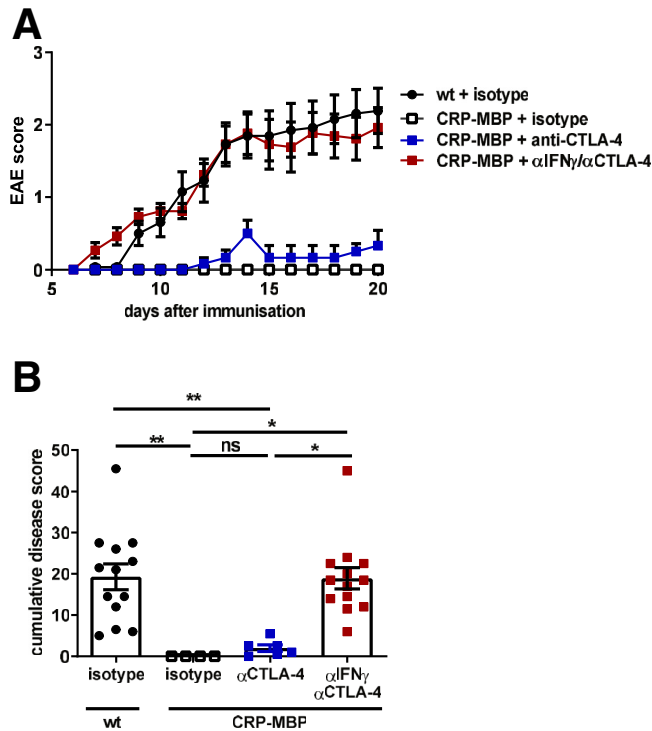 A
3
2
1
0
EAE score
5
10
15
20
days after immunisation
wt + isotype
CRP-MBP + isotype
CRP-MBP + anti-CTLA-4
CRP-MBP + αIFNγ/αCTLA-4
B
**
*
**
ns
*
50
40
30
20
10
0
cumulative disease score
isotype
isotype
αCTLA-4
αIFNγ
αCTLA-4
wt
CRP-MBP